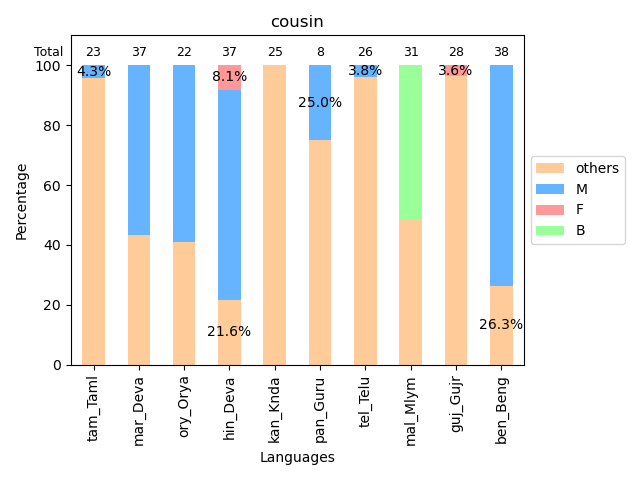 cousin
Total 23 37 22 37 25 8 26 31 28 38
100
80
60
40
20
0
Percentage
4.3%
8.1%
3.8%
3.6%
25.0%
21.6%
26.3%
others
M
F
B
tam_Taml
mar_Deva
ory_Orya
hin_Deva
kan_Knda
pan_Guru
tel_Telu
mal_Mlym
guj_Gujr
ben_Beng
Languages